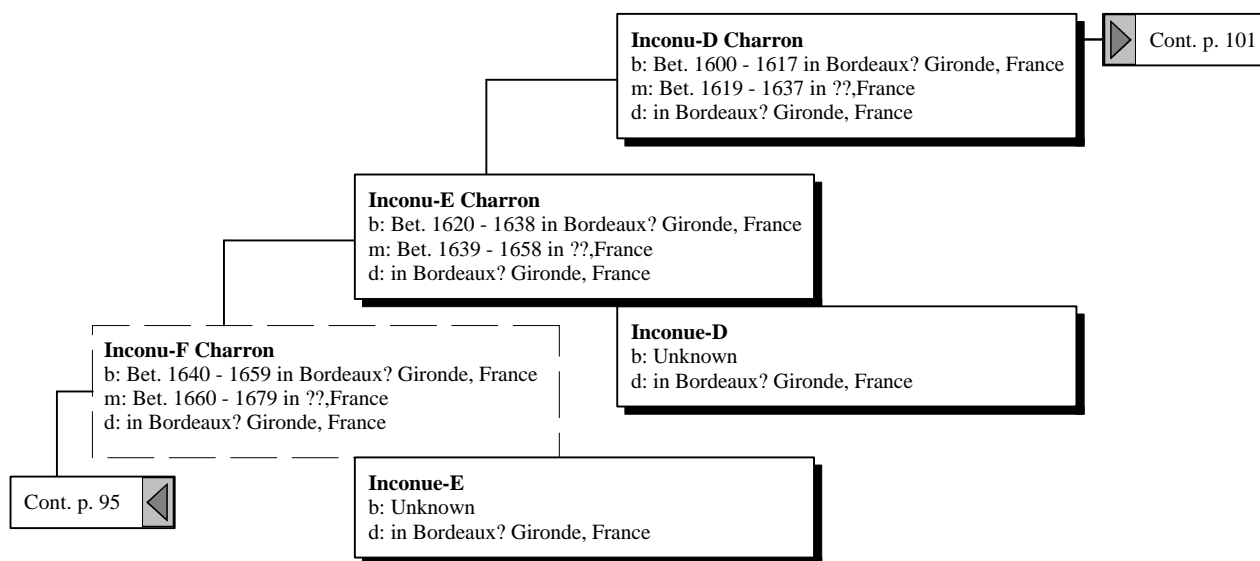 Inconu-D Charron
b: Bet. 1600 - 1617 in Bordeaux? Gironde, France
m: Bet. 1619 - 1637 in ??,France
d: in Bordeaux? Gironde, France
Cont. p. 101
Inconu-E Charron
b: Bet. 1620 - 1638 in Bordeaux? Gironde, France
m: Bet. 1639 - 1658 in ??,France
d: in Bordeaux? Gironde, France
Inconue-D
b: Unknown
d: in Bordeaux? Gironde, France
Inconu-F Charron
b: Bet. 1640 - 1659 in Bordeaux? Gironde, France
m: Bet. 1660 - 1679 in ??,France
d: in Bordeaux? Gironde, France
Cont. p. 95
Inconue-E
b: Unknown
d: in Bordeaux? Gironde, France